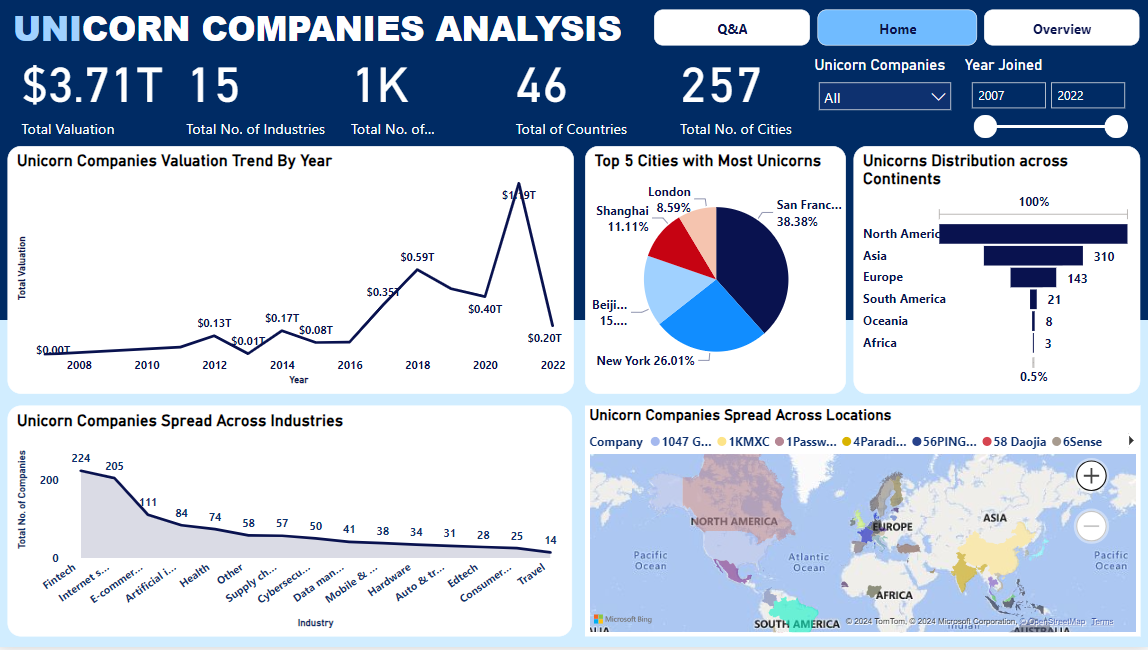 UNICORN COMPANIES ANALYSIS
Q&A
Home
Overview
$3.71T
Total Valuation
15
Total No. of Industries
1K
Total No. of...
46
Total of Countries
257
Total No. of Cities
Unicorn Companies
All
Year Joined
2007
2022
Unicorn Companies Valuation Trend By Year
Total Valuation
$0.00T
$0.13T
$0.01T
$0.17T
$0.08T
$0.35T
$0.59T
$0.40T
$1.19T
$0.20T
2008
2010
2012
2014
2016
2018
2020
2022
Year
Top 5 Cities with Most Unicorns
London
8.59%
Shanghai
11.11%
San Franc...
38.38%
Beiji...
15....
New York 26.01%
Unicorns Distribution across
Continents
100%
North Americ
Asia
310
Europe
143
South America
21
Oceania
8
Africa
3
0.5%
Unicorn Companies Spread Across Industries
Total No. of Companies
200
0
224
205
111
84
74
58
57
50
41
38
34
31
28
25
14
Fintech
Internet s...
E-commer...
Artificial i...
Health
Other
Supply ch...
Cybersecu...
Data man...
Mobile & ...
Hardware
Auto & tr...
Edtech
Consumer...
Travel
Industry
Unicorn Companies Spread Across Locations
Company
1047 G...
1KMXC
1Passw...
4Paradi...
56PING...
58 Daojia
6Sense
NORTH AMERICA
EUROPE
ASIA
Pacific
Ocean
Atlantic
Ocean
Pacific
Ocean
AFRICA
SOUTH AMERICA
Microsoft Bing
© 2024 TomTom, © 2024 Microsoft Corporation, © OpenStreetMap Terms
Indian
AUSTRALIA